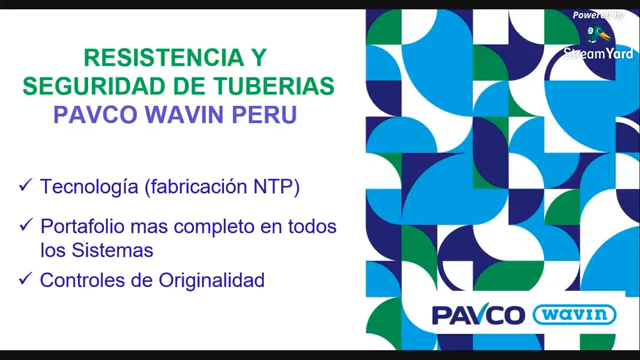 RESISTENCIA Y
SEGURIDAD DE TUBERIAS
PAVCO WAVIN PERU
✓ Tecnología (fabricación NTP)
✓ Portafolio mas completo en todos
los Sistemas
✓ Controles de Originalidad
Powered by
StreamYard
PAVCO wavin